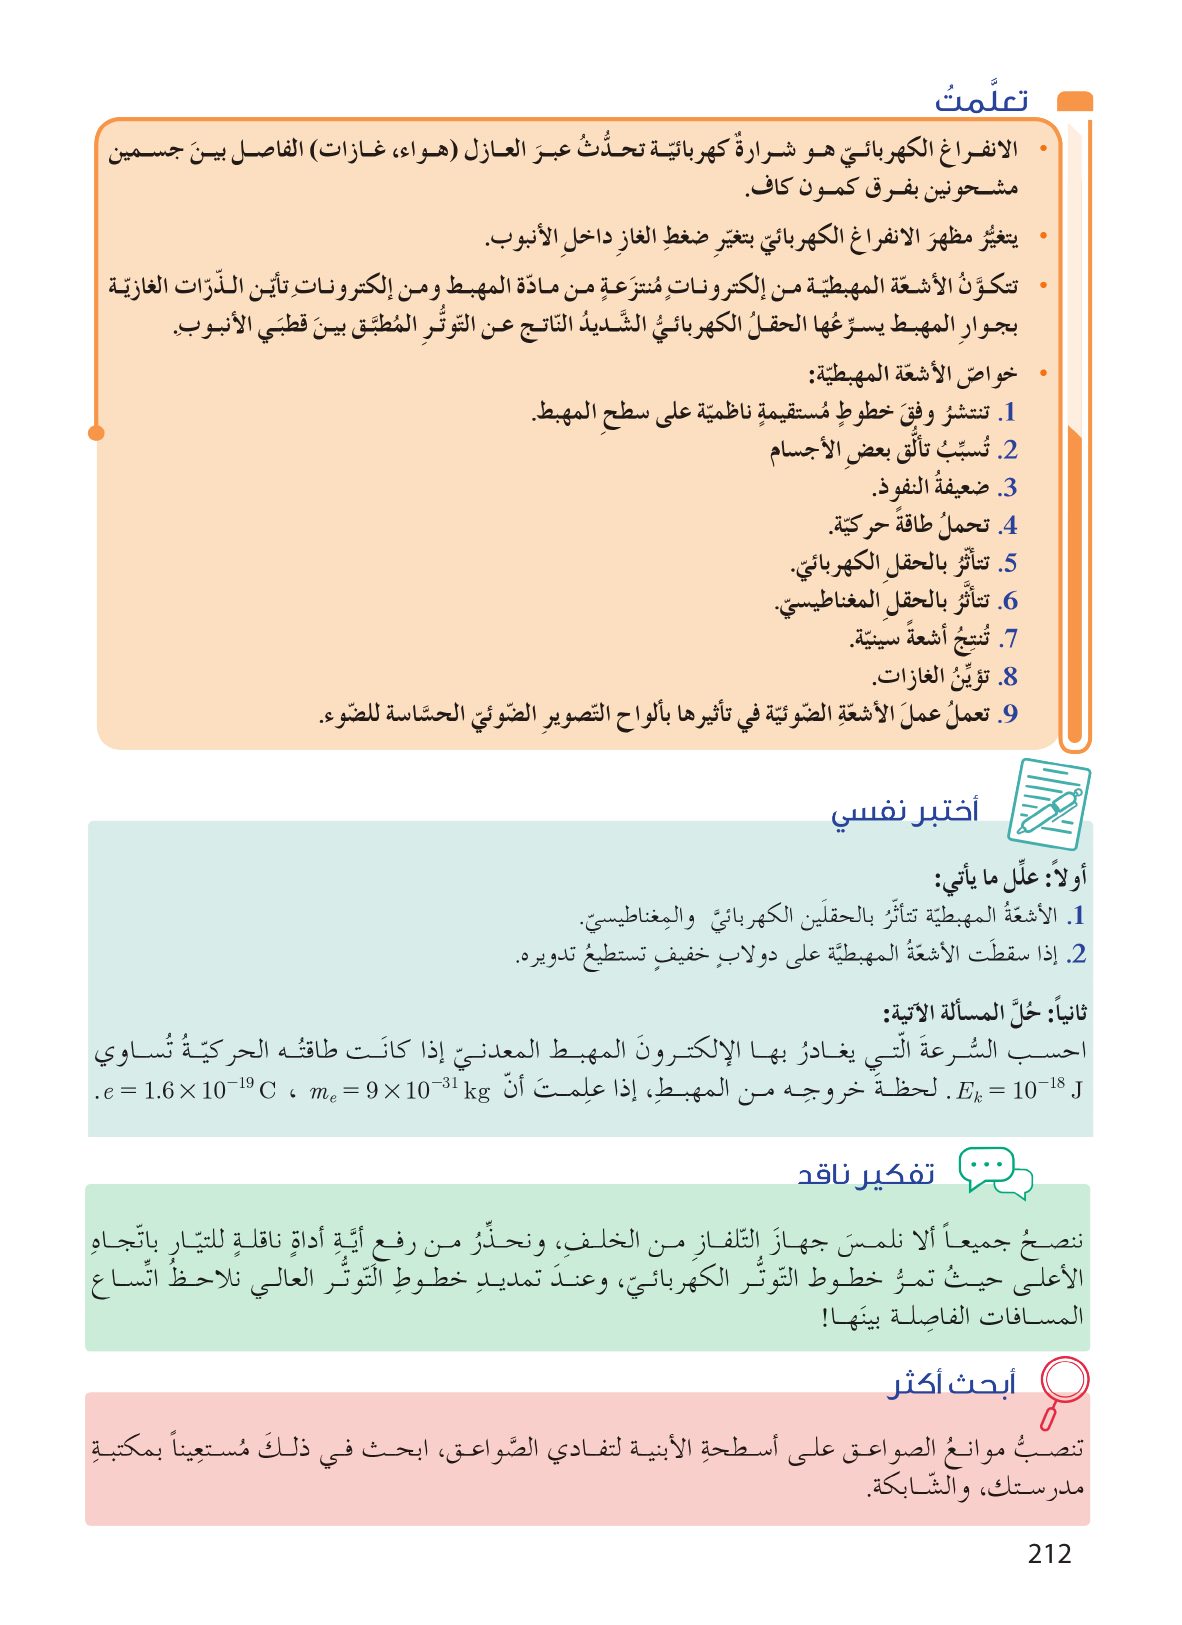 تعلَّمتُ
• الانفراغ الكهربائيّ هو شرارةٌ كهربائيّة تحدُثُ عبرَ العازل (هواء، غازات) الفاصل بينَ جسمين
مشحونين بفرق كمون كاف.
• يتغيَّرُ مظهرَ الانفراغ الكهربائيّ بتغيّرِ ضغطِ الغازِ داخلِ الأنبوب.
• تتكوَّنُ الأشعّة المهبطيّة من إلكتروناتٍ مُنتزَعةٍ من مادّة المهبط ومن إلكتروناتِ تأيّن الذّرّات الغازيّة
بجوارِ المهبط يسرِّعُها الحقلُ الكهربائيُّ الشَّديدُ النّاتج عن التّوتُّرِ المُطبَّق بينَ قطبَي الأنبوبِ.
• خواصّ الأشعّة المهبطيّة:
1. تنتشرُ وفقَ خطوطٍ مُستقيمةٍ ناظميّة على سطحِ المهبط.
2. تُسبِّبُ تألُّق بعضِ الأجسام
3. ضعيفةُ النفوذ.
4. تحملُ طاقةً حركيّة.
5. تتأثّرُ بالحقلِ الكهربائيّ.
6. تتأثَّرُ بالحقلِ المغناطيسيّ.
7. تُنتِجُ أشعةً سينيّة.
8. تؤيِّنُ الغازات.
9. تعملُ عملَ الأشعّةِ الضّوئيّة في تأثيرها بألواح التّصويرِ الضّوئيّ الحسَّاسة للضّوء.
أختبر نفسي
أولاً: علِّل ما يأتي:
1. الأشعّةُ المهبطيّة تتأثّرُ بالحقلَين الكهربائيَّ والمِغناطيسيّ.
2. إذا سقطَت الأشعّةُ المهبطيَّة على دولابٍ خفيفٍ تستطيعُ تدويره.
ثانياً: حُلَّ المسألة الآتية:
احسب السُّرعةَ الّتي يغادرُ بها الإلكترونَ المهبط المعدنيّ إذا كانَت طاقتُه الحركيّةُ تُساوي
E_k = 10⁻¹⁸ J. لحظةَ خروجِه من المهبطِ، إذا علِمتَ أنّ m_e = 9×10⁻³¹ kg ، e = 1.6×10⁻¹⁹ C.
تفكير ناقد
ننصحُ جميعاً ألا نلمسَ جهازَ التّلفازِ من الخلفِ، ونحذِّرُ من رفعِ أيَّةِ أداةٍ ناقلةٍ للتيّار باتّجاهِ
الأعلى حيثُ تمرُّ خطوط التّوتُّر الكهربائيّ، وعندَ تمديدِ خطوطِ التّوتُّر العالي نلاحظُ اتِّساع
المسافات الفاصِلة بينَها!
أبحث أكثر
تنصبُّ موانعُ الصواعق على أسطحةِ الأبنية لتفادي الصَّواعق، ابحث في ذلكَ مُستعِيناً بمكتبةِ
مدرستك، والشّابكة.
212